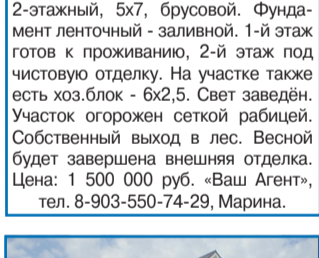 2-этажный, 5х7, брусовой. Фунда-
мент ленточный - заливной. 1-й этаж
готов к проживанию, 2-й этаж под
чистовую отделку. На участке также
есть хоз.блок - 6х2,5. Свет заведён.
Участок огорожен сеткой рабицей.
Собственный выход в лес. Весной
будет завершена внешняя отделка.
Цена: 1 500 000 руб. «Ваш Агент»,
тел. 8-903-550-74-29, Марина.